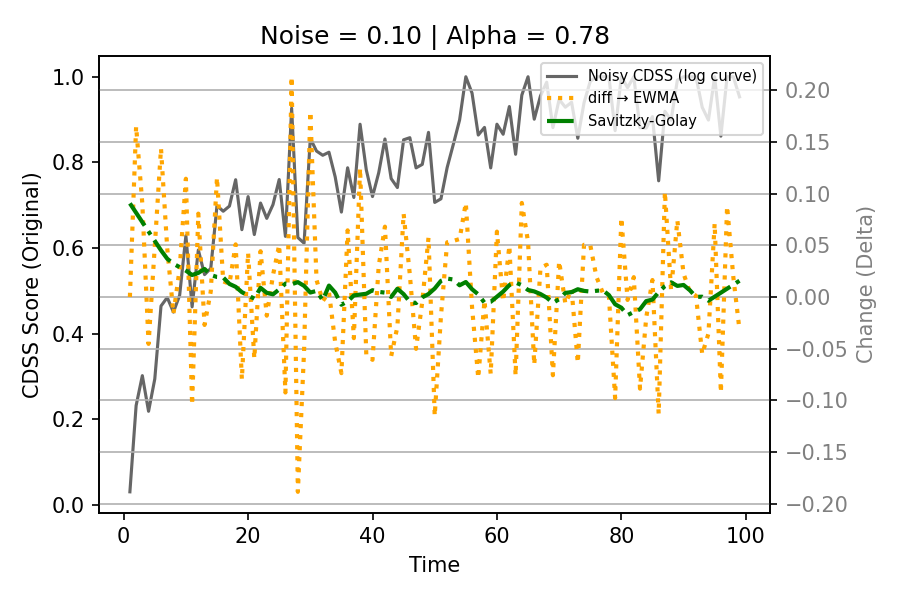 Noise = 0.10 | Alpha = 0.78
Noisy CDSS (log curve)
diff → EWMA
Savitzky-Golay
CDSS Score (Original)
1.0
0.8
0.6
0.4
0.2
0.0
0.20
0.15
0.10
0.05
0.00
−0.05
−0.10
−0.15
−0.20
Change (Delta)
0 20 40 60 80 100
Time